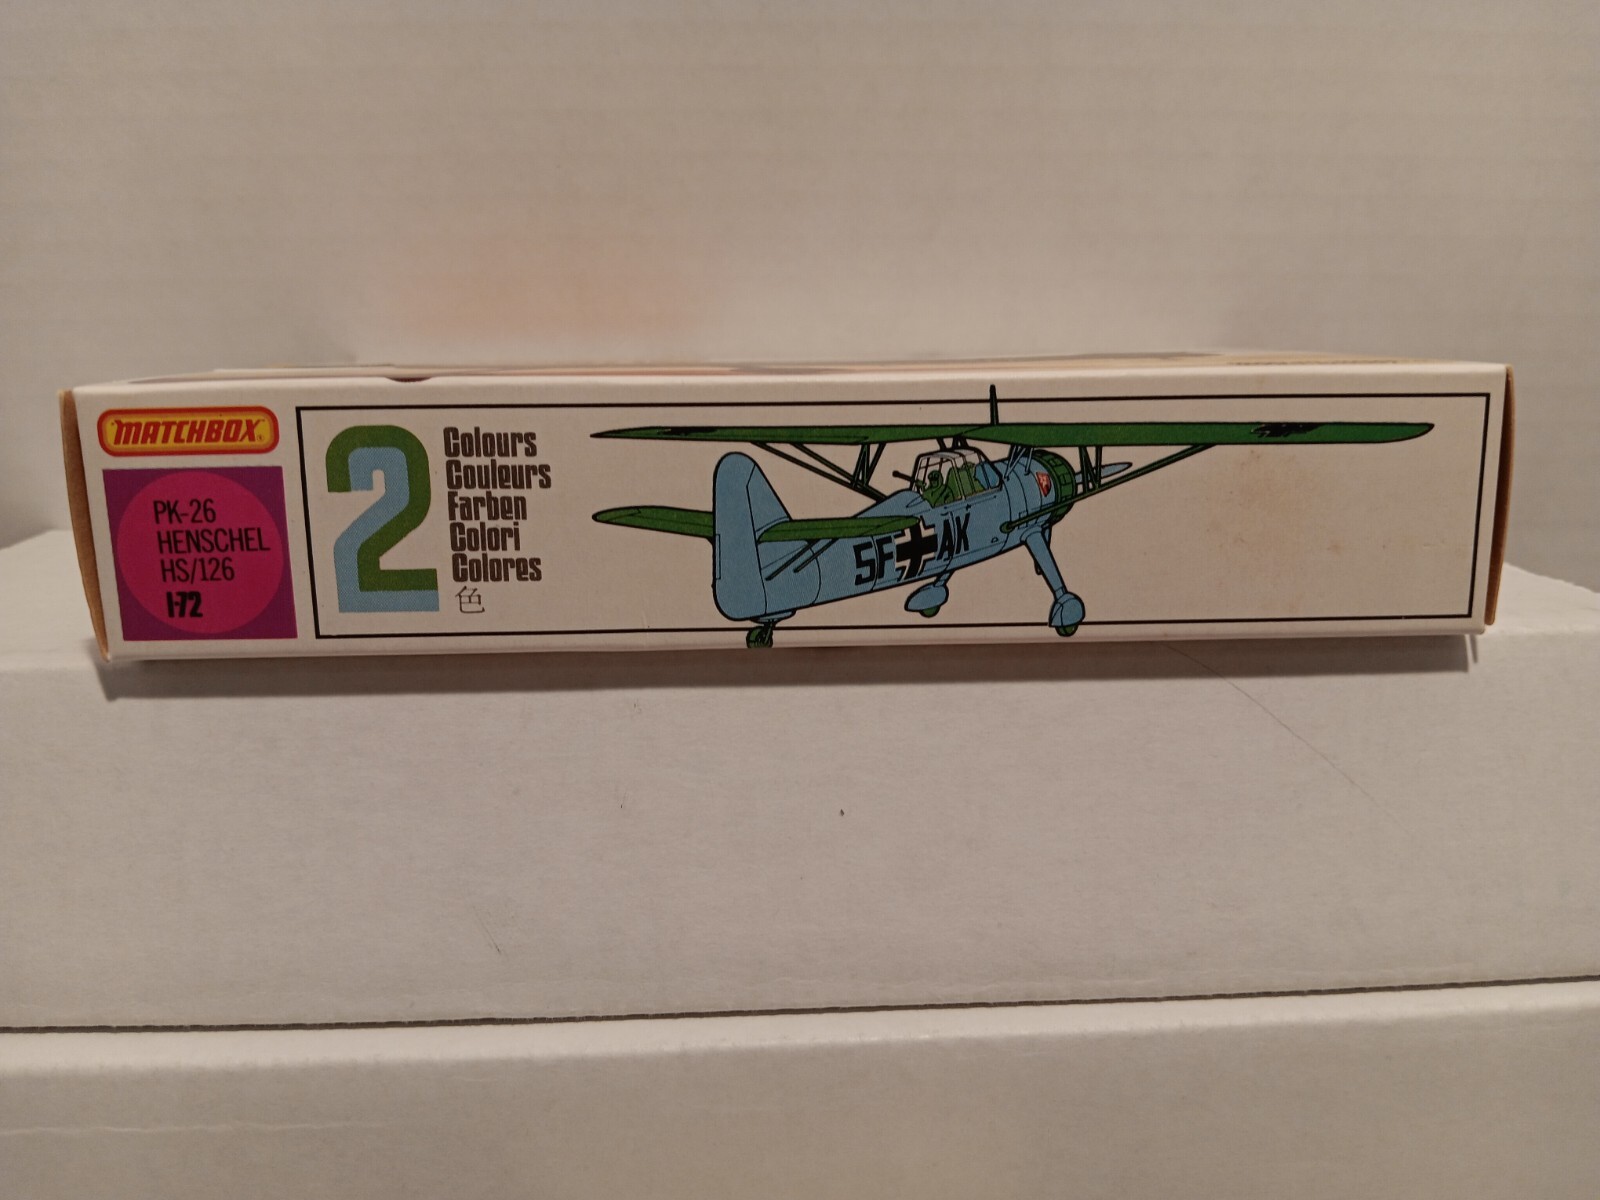 MATCHBOX
PK-26
HENSCHEL
HS/126
1-72
2
Colours
Couleurs
Farben
Colori
Colores
色
5F AK